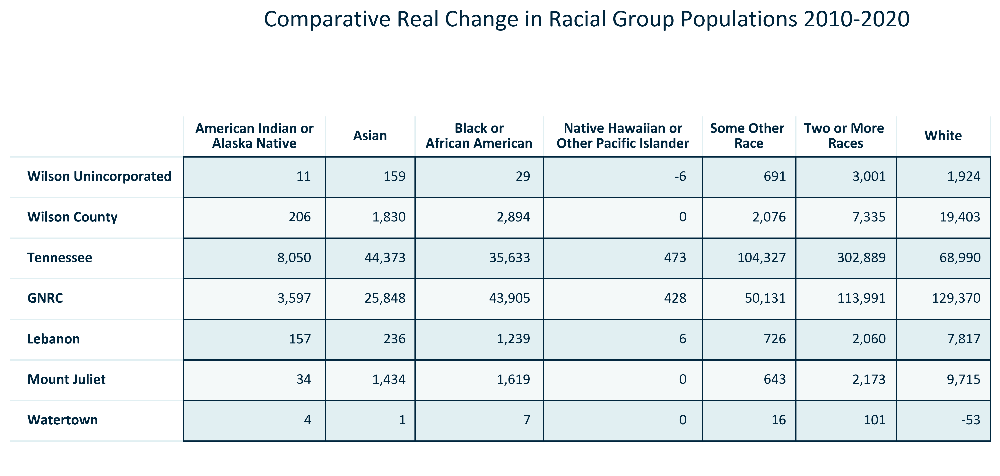 Comparative Real Change in Racial Group Populations 2010-2020
American Indian or
Alaska Native
Asian
Black or
African American
Native Hawaiian or
Other Pacific Islander
Some Other
Race
Two or More
Races
White
Wilson Unincorporated 11 159 29 -6 691 3,001 1,924
Wilson County 206 1,830 2,894 0 2,076 7,335 19,403
Tennessee 8,050 44,373 35,633 473 104,327 302,889 68,990
GNRC 3,597 25,848 43,905 428 50,131 113,991 129,370
Lebanon 157 236 1,239 6 726 2,060 7,817
Mount Juliet 34 1,434 1,619 0 643 2,173 9,715
Watertown 4 1 7 0 16 101 -53